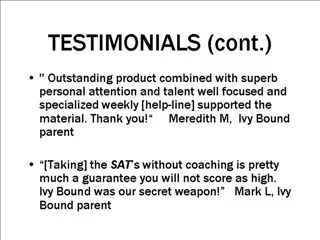 TESTIMONIALS (cont.)
• " Outstanding product combined with superb
personal attention and talent well focused and
specialized weekly [help-line] supported the
material. Thank you!“ Meredith M, Ivy Bound
parent
• “[Taking] the SAT's without coaching is pretty
much a guarantee you will not score as high.
Ivy Bound was our secret weapon!” Mark L, Ivy
Bound parent